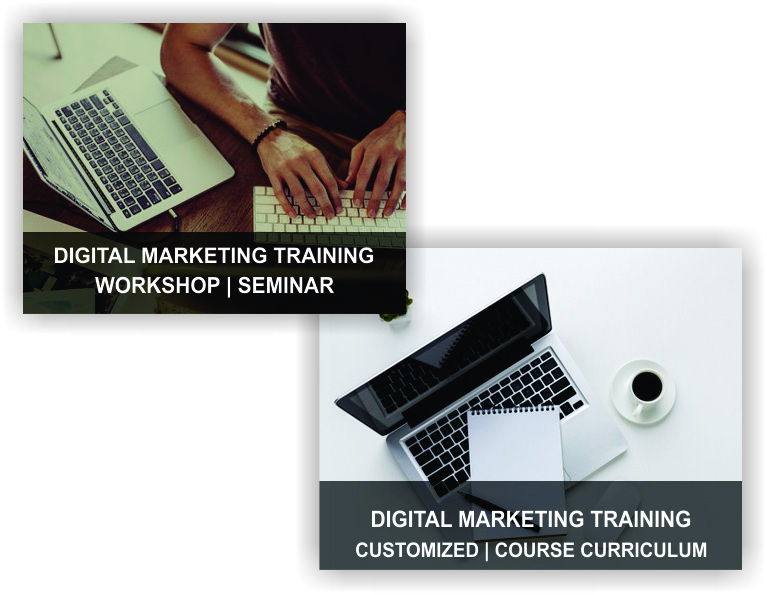 DIGITAL MARKETING TRAINING
WORKSHOP | SEMINAR
DIGITAL MARKETING TRAINING
CUSTOMIZED | COURSE CURRICULUM